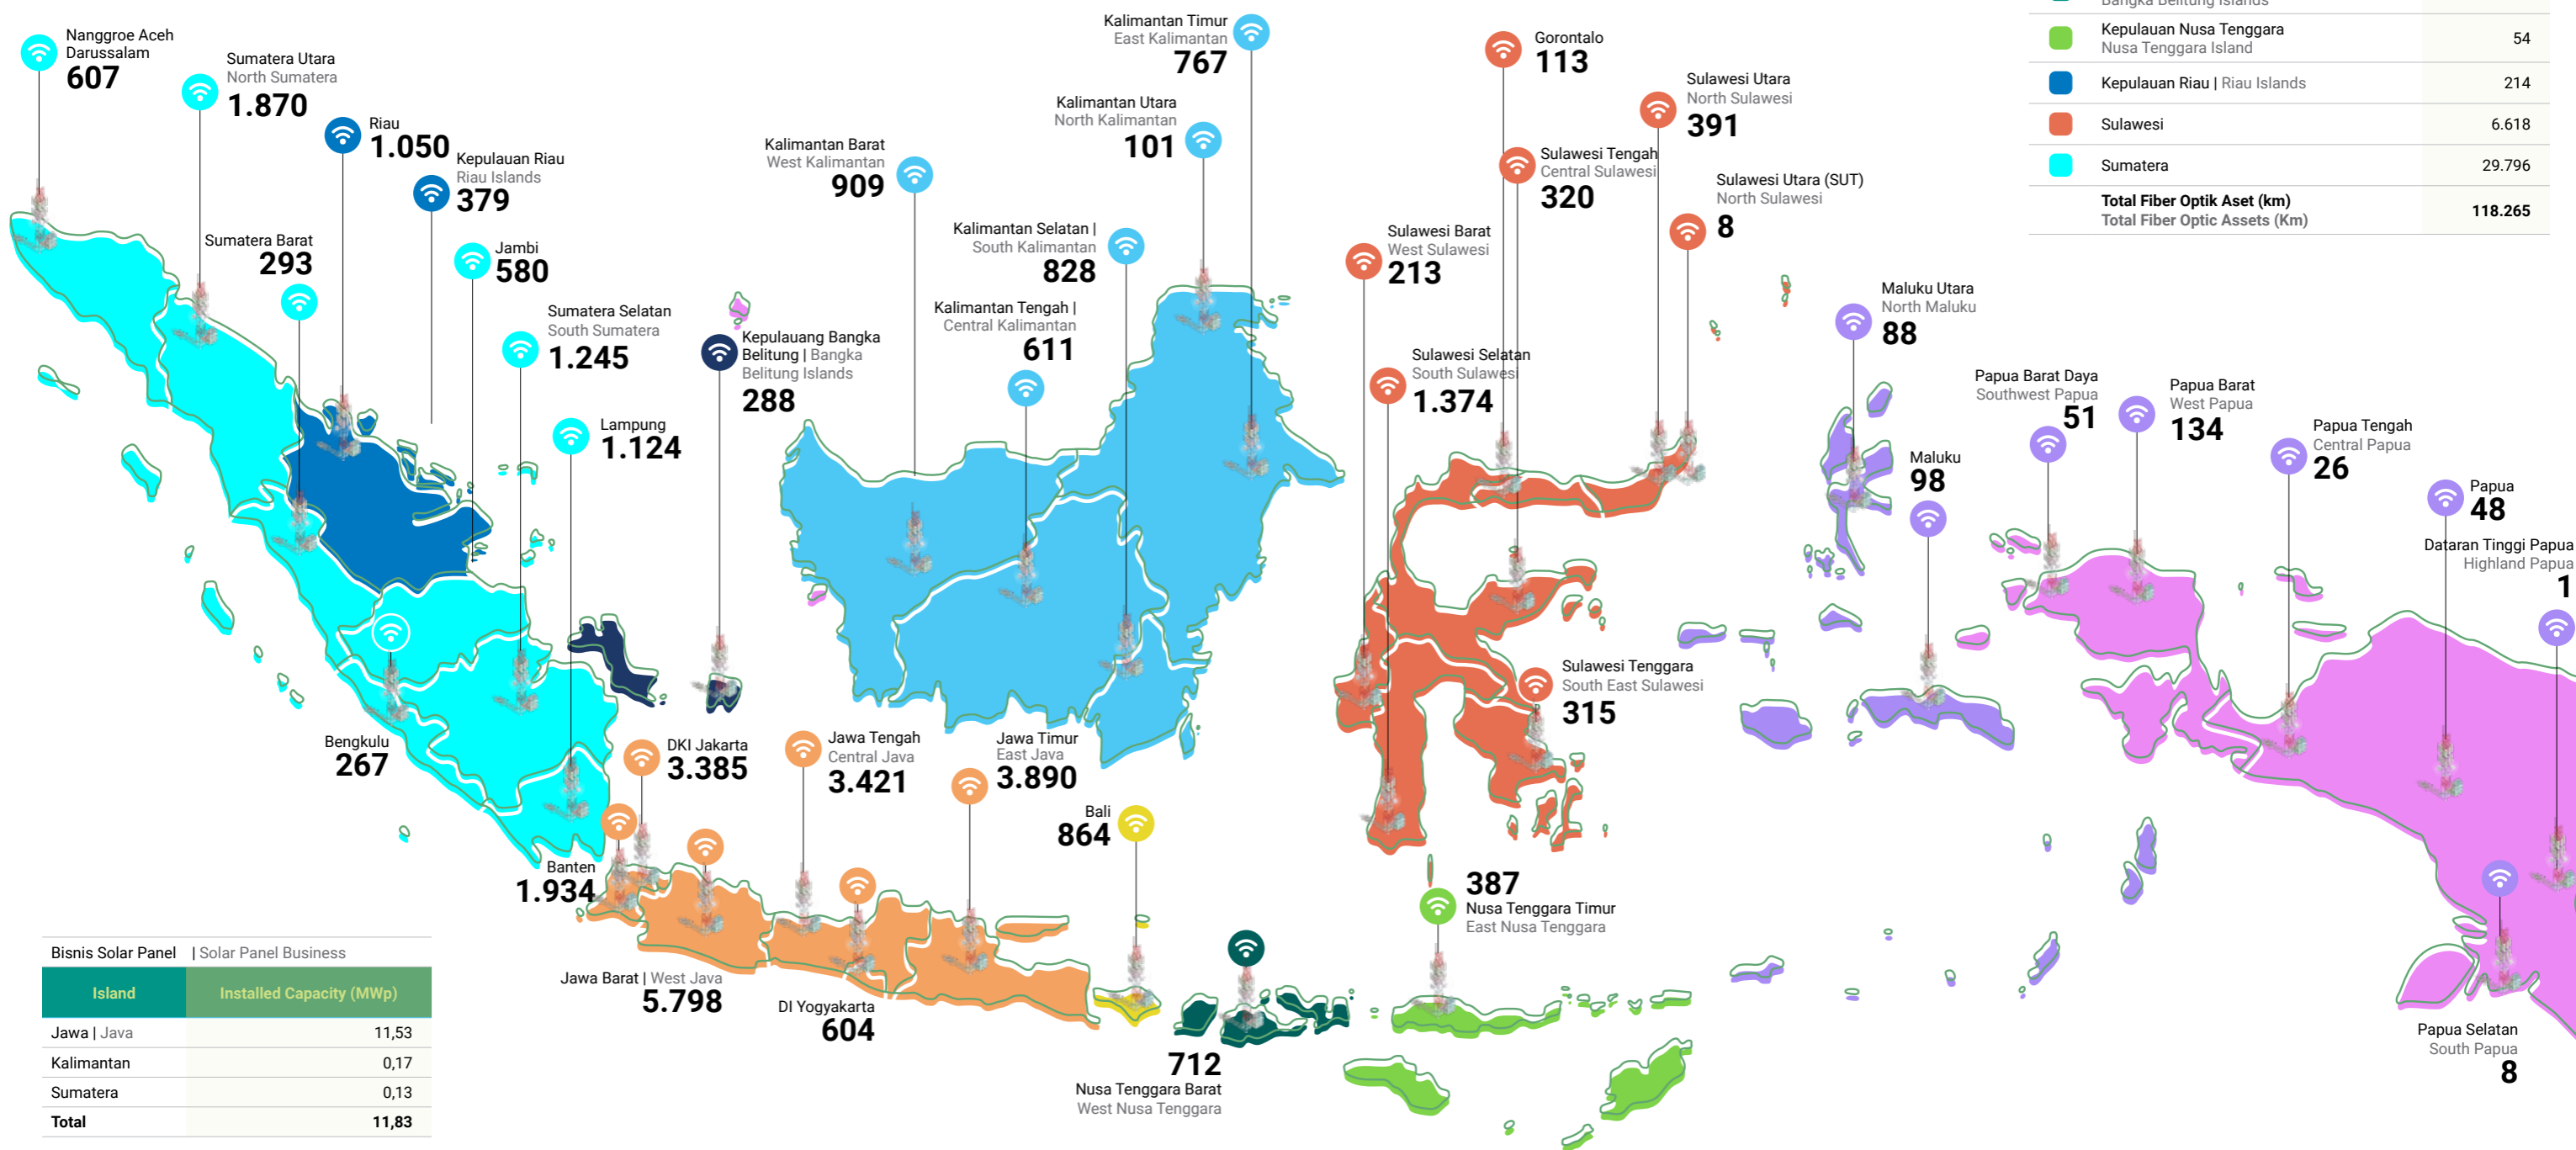 Nanggroe Aceh
Darussalam
607
Sumatera Utara
North Sumatera
1.870
Riau
1.050
Kepulauan Riau
Riau Islands
379
Sumatera Barat
293
Jambi
580
Sumatera Selatan
South Sumatera
1.245
Lampung
1.124
Kepulauang Bangka
Belitung | Bangka
Belitung Islands
288
Bengkulu
267
Kalimantan Timur
East Kalimantan
767
Kalimantan Utara
North Kalimantan
101
Kalimantan Barat
West Kalimantan
909
Kalimantan Selatan |
South Kalimantan
828
Kalimantan Tengah |
Central Kalimantan
611
Gorontalo
113
Sulawesi Utara
North Sulawesi
391
Sulawesi Tengah
Central Sulawesi
320
Sulawesi Utara (SUT)
North Sulawesi
8
Sulawesi Barat
West Sulawesi
213
Sulawesi Selatan
South Sulawesi
1.374
Sulawesi Tenggara
South East Sulawesi
315
Bangka Belitung Islands
Kepulauan Nusa Tenggara
Nusa Tenggara Island
54
Kepulauan Riau | Riau Islands
214
Sulawesi
6.618
Sumatera
29.796
Total Fiber Optik Aset (km)
Total Fiber Optic Assets (Km)
118.265
Maluku Utara
North Maluku
88
Maluku
98
Papua Barat Daya
Southwest Papua
51
Papua Barat
West Papua
134
Papua Tengah
Central Papua
26
Papua
48
Dataran Tinggi Papua
Highland Papua
1
Papua Selatan
South Papua
8
DKI Jakarta
3.385
Jawa Tengah
Central Java
3.421
Jawa Timur
East Java
3.890
Bali
864
Banten
1.934
Jawa Barat | West Java
5.798
DI Yogyakarta
604
712
Nusa Tenggara Barat
West Nusa Tenggara
387
Nusa Tenggara Timur
East Nusa Tenggara
Bisnis Solar Panel | Solar Panel Business
Island
Installed Capacity (MWp)
Jawa | Java
11,53
Kalimantan
0,17
Sumatera
0,13
Total
11,83